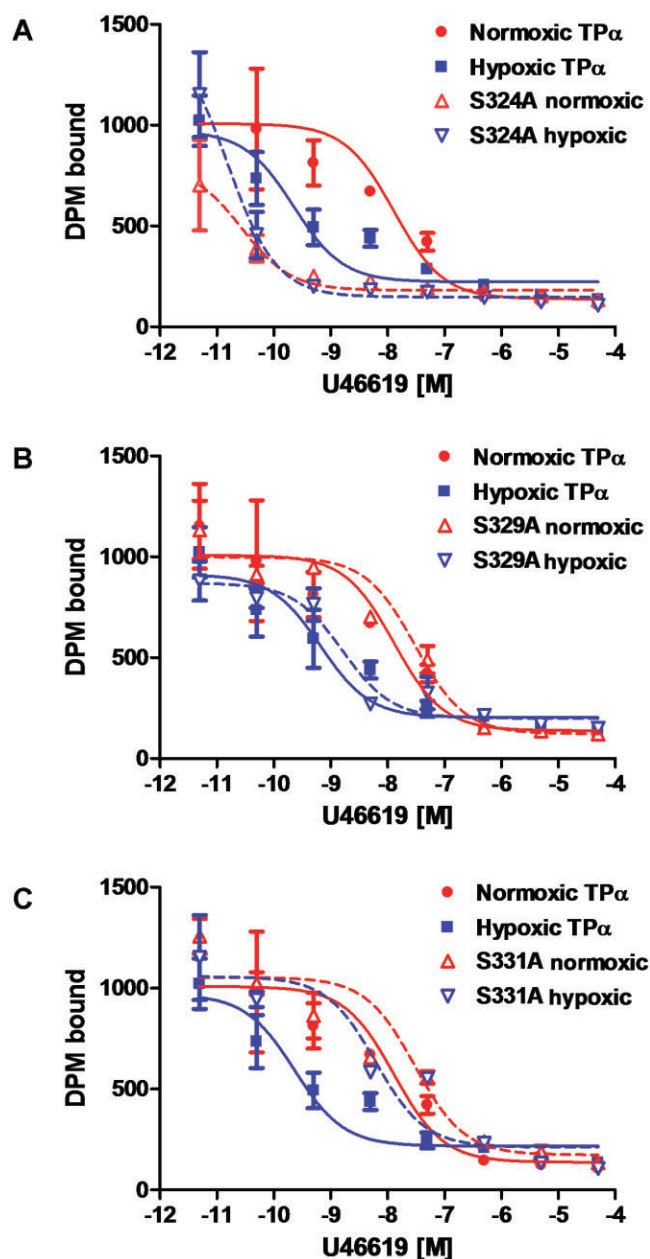 A
1500
1000
500
0
DPM bound
Normoxic TPα
Hypoxic TPα
S324A normoxic
S324A hypoxic
-12 -11 -10 -9 -8 -7 -6 -5 -4
U46619 [M]
B
1500
1000
500
0
DPM bound
Normoxic TPα
Hypoxic TPα
S329A normoxic
S329A hypoxic
-12 -11 -10 -9 -8 -7 -6 -5 -4
U46619 [M]
C
1500
1000
500
0
DPM bound
Normoxic TPα
Hypoxic TPα
S331A normoxic
S331A hypoxic
-12 -11 -10 -9 -8 -7 -6 -5 -4
U46619 [M]